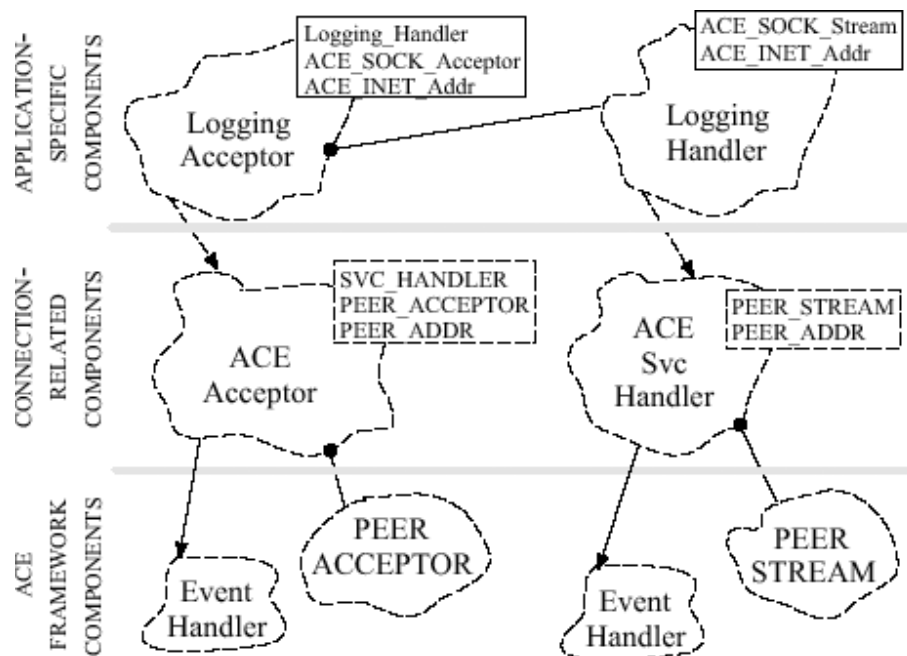 APPLICATION-
SPECIFIC
COMPONENTS
Logging_Handler
ACE_SOCK_Acceptor
ACE_INET_Addr
Logging
Acceptor
ACE_SOCK_Stream
ACE_INET_Addr
Logging
Handler
CONNECTION-
RELATED
COMPONENTS
SVC_HANDLER
PEER_ACCEPTOR
PEER_ADDR
ACE
Acceptor
PEER_STREAM
PEER_ADDR
ACE
Svc
Handler
ACE
FRAMEWORK
COMPONENTS
Event
Handler
PEER
ACCEPTOR
Event
Handler
PEER
STREAM